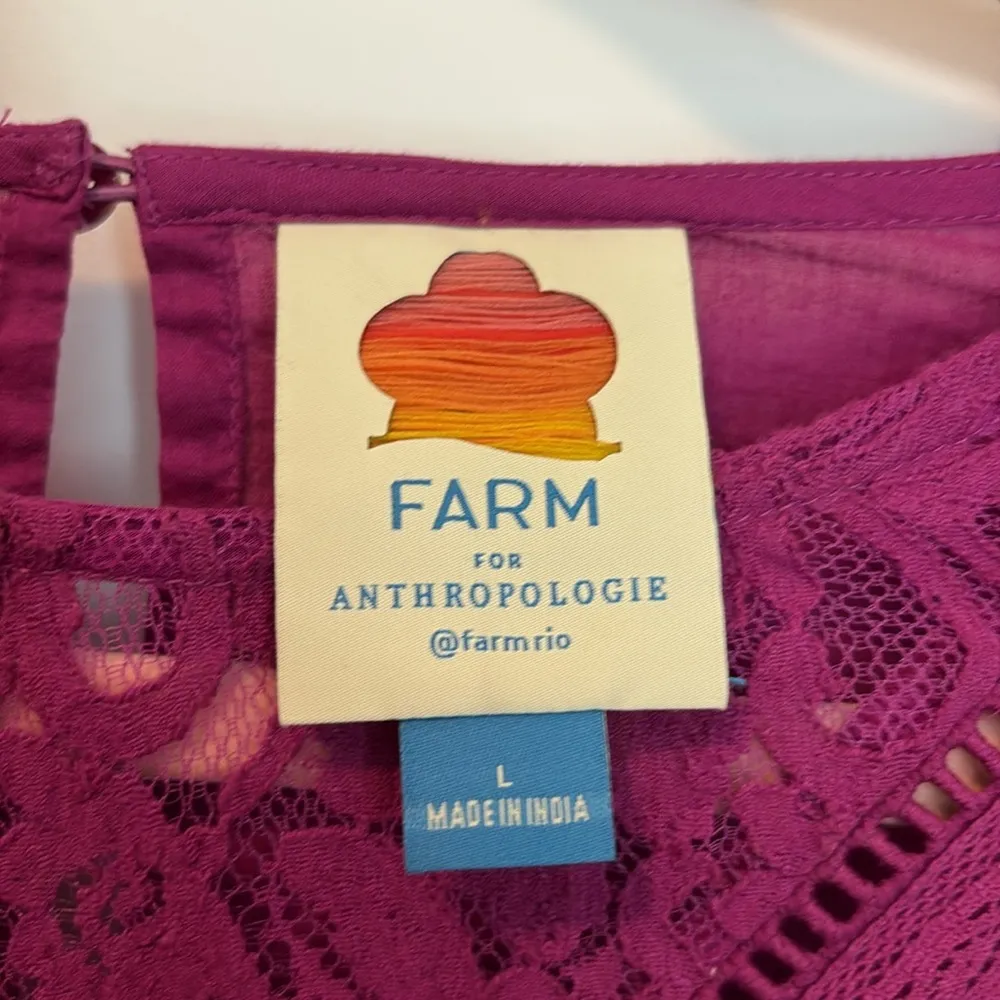 FARM
FOR
ANTHROPOLOGIE
@farmrio
L
MADE IN INDIA